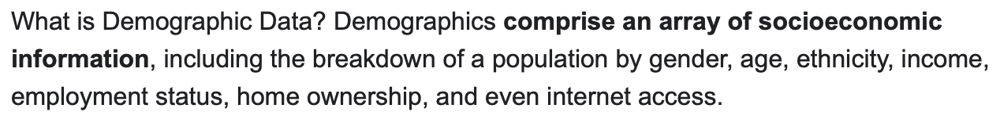 What is Demographic Data? Demographics comprise an array of socioeconomic
information, including the breakdown of a population by gender, age, ethnicity, income,
employment status, home ownership, and even internet access.